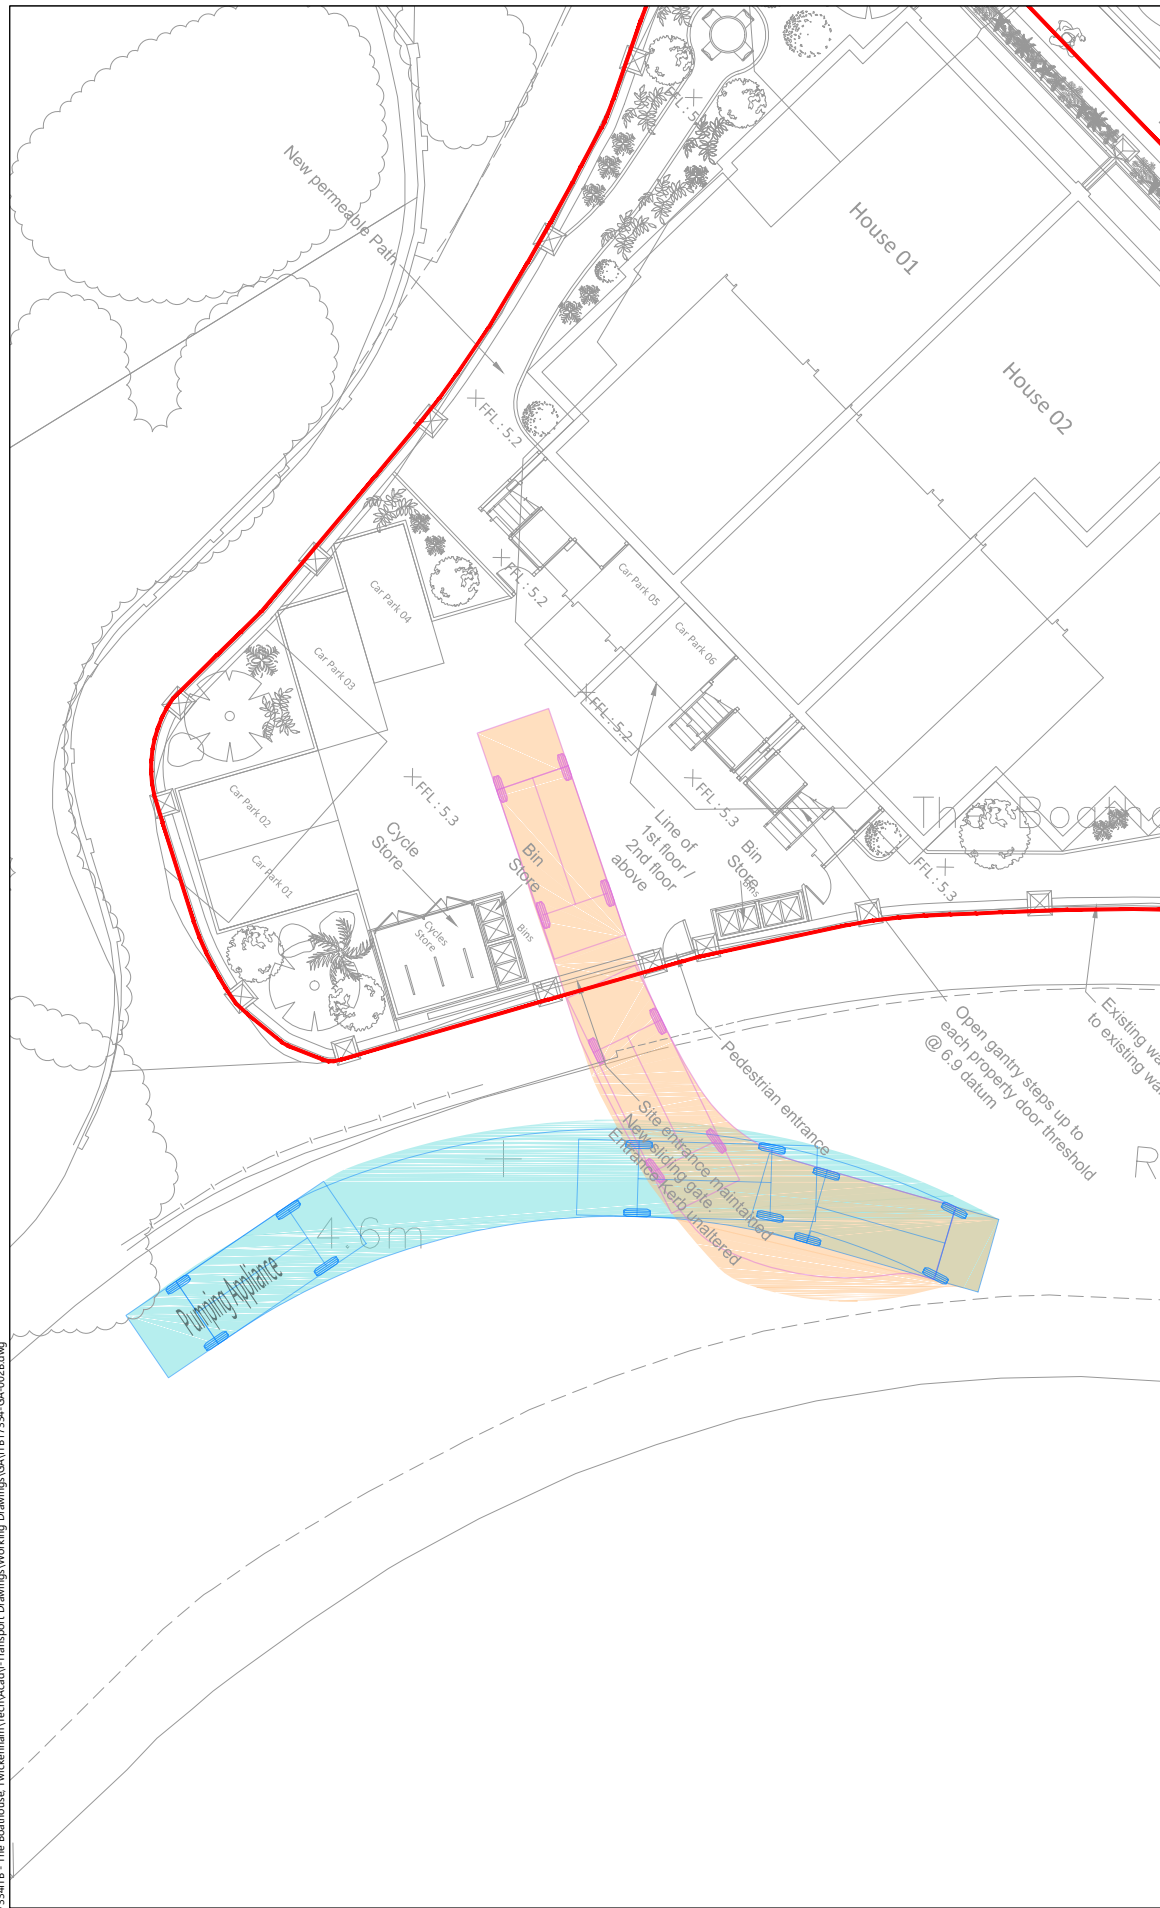 New permeable Path
FFL : 5.2
House 01
House 02
FFL : 5.2
Car Park 04
Car Park 05
Car Park 03
Car Park 06
FFL : 5.2
Car Park 02
FFL : 5.3
FFL : 5.3
Line of
1st floor /
2nd floor
above
Cycle
Store
Bin
Store
Bin
Store
Bins
Car Park 01
FFL : 5.3
Cycles
Store
Bins
Open gantry steps up to
each property door threshold
@ 6.9 datum
Existing
to existing
Pedestrian entrance
Site entrance maintained
New sliding gate.
Entrance Kerb unaltered
4.6m
Pumping Appliance
R